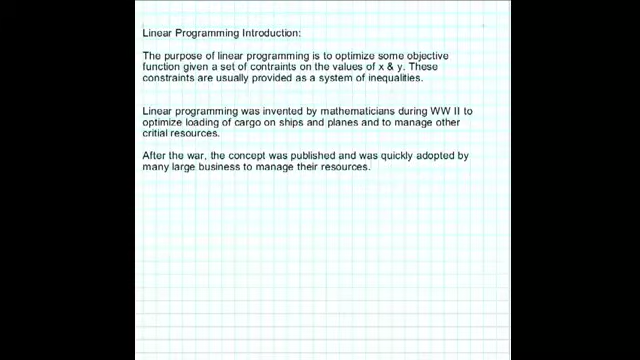 Linear Programming Introduction:
The purpose of linear programming is to optimize some objective
function given a set of contraints on the values of x & y. These
constraints are usually provided as a system of inequalities.
Linear programming was invented by mathematicians during WW II to
optimize loading of cargo on ships and planes and to manage other
critial resources.
After the war, the concept was published and was quickly adopted by
many large business to manage their resources.